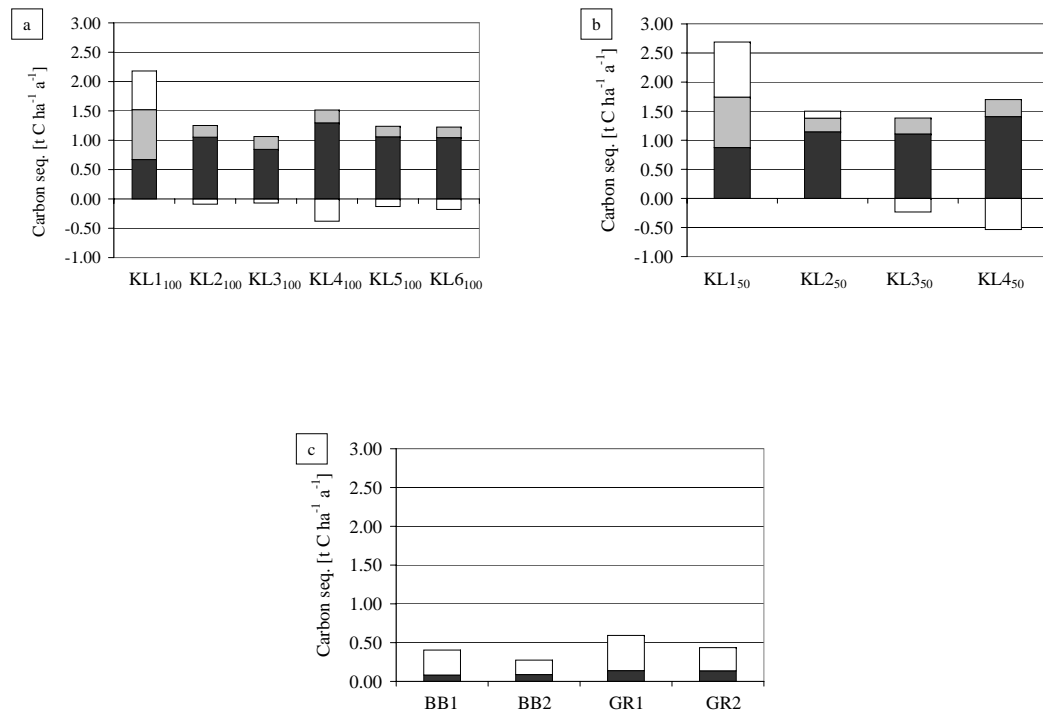 a
Carbon seq. [t C ha⁻¹ a⁻¹]
3.00
2.50
2.00
1.50
1.00
0.50
0.00
-0.50
-1.00
KL1₁₀₀ KL2₁₀₀ KL3₁₀₀ KL4₁₀₀ KL5₁₀₀ KL6₁₀₀
b
Carbon seq. [t C ha⁻¹ a⁻¹]
3.00
2.50
2.00
1.50
1.00
0.50
0.00
-0.50
-1.00
KL1₅₀ KL2₅₀ KL3₅₀ KL4₅₀
c
Carbon seq. [t C ha⁻¹ a⁻¹]
3.00
2.50
2.00
1.50
1.00
0.50
0.00
BB1 BB2 GR1 GR2